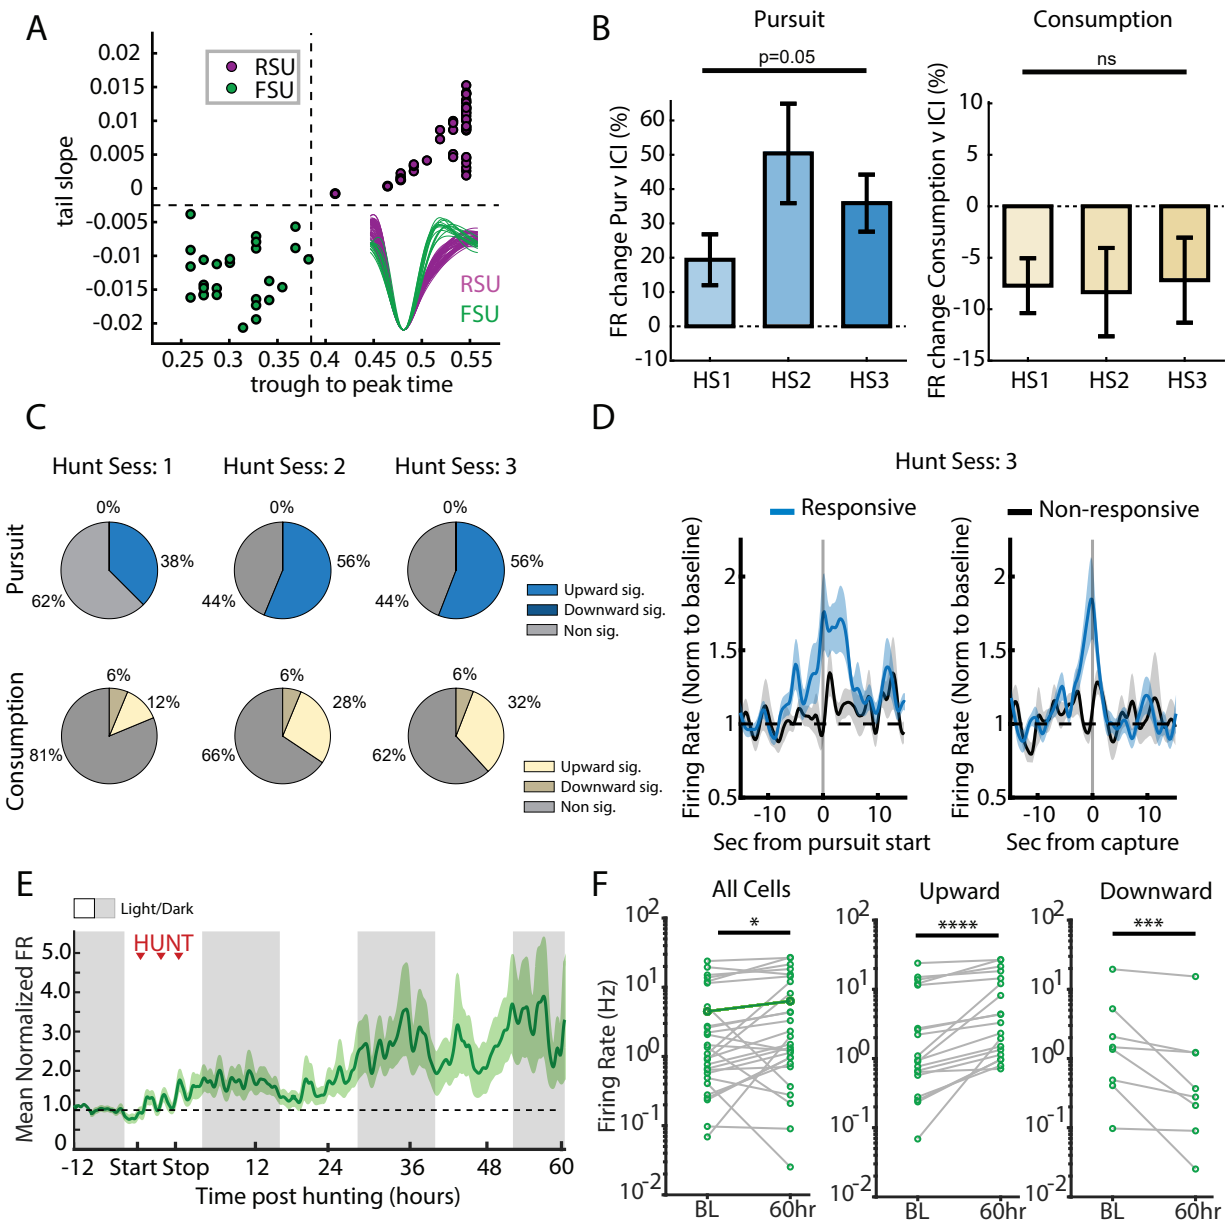 A
RSU
FSU
tail slope
0.02
0.015
0.01
0.005
0
-0.005
-0.01
-0.015
-0.02
RSU
FSU
0.25
0.3
0.35
0.4
0.45
0.5
0.55
trough to peak time
B
Pursuit
p=0.05
FR change Pur v ICI (%)
60
50
40
30
20
10
0
-10
HS1
HS2
HS3
Consumption
ns
FR change Consumption v ICI (%)
10
5
0
-5
-10
-15
HS1
HS2
HS3
C
Hunt Sess: 1
Hunt Sess: 2
Hunt Sess: 3
Pursuit
0%
38%
62%
0%
56%
44%
0%
56%
44%
Upward sig.
Downward sig.
Non sig.
Consumption
6%
12%
81%
6%
28%
66%
6%
32%
62%
Upward sig.
Downward sig.
Non sig.
D
Hunt Sess: 3
Responsive
Non-responsive
Firing Rate (Norm to baseline)
2
1.5
1
0.5
-10
0
10
Sec from pursuit start
Firing Rate (Norm to baseline)
2
1.5
1
0.5
-10
0
10
Sec from capture
E
Light/Dark
HUNT
Mean Normalized FR
5.0
4.0
3.0
2.0
1.0
0
-12
Start
Stop
12
24
36
48
60
Time post hunting (hours)
F
All Cells
*
Firing Rate (Hz)
10^2
10^1
10^0
10^-1
10^-2
BL
60hr
Upward
****
10^2
10^1
10^0
10^-1
10^-2
BL
60hr
Downward
***
10^2
10^1
10^0
10^-1
10^-2
BL
60hr